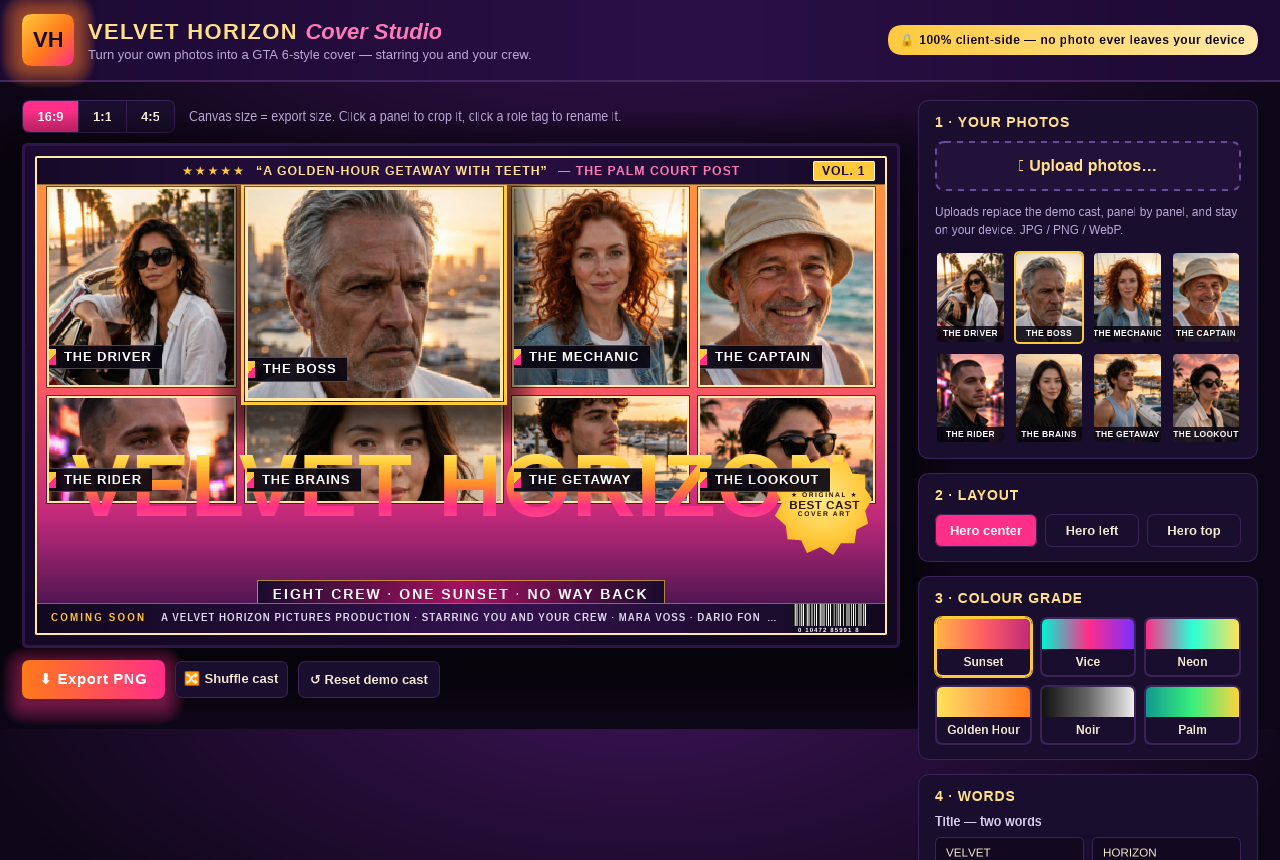 VH
VELVET HORIZON Cover Studio
Turn your own photos into a GTA 6-style cover — starring you and your crew.
🔒 100% client-side — no photo ever leaves your device
16:9 1:1 4:5
Canvas size = export size. Click a panel to crop it, click a role tag to rename it.
★★★★★ “A GOLDEN-HOUR GETAWAY WITH TEETH” — THE PALM COURT POST
VOL. 1
THE DRIVER
THE BOSS
THE MECHANIC
THE CAPTAIN
THE RIDER
THE BRAINS
THE GETAWAY
THE LOOKOUT
VELVET HORIZON
★ ORIGINAL ★
BEST CAST
COVER ART
EIGHT CREW · ONE SUNSET · NO WAY BACK
COMING SOON
A VELVET HORIZON PICTURES PRODUCTION · STARRING YOU AND YOUR CREW · MARA VOSS · DARIO FON ...
0 10472 85991 8
⬇ Export PNG
🔀 Shuffle cast
↺ Reset demo cast
1 · YOUR PHOTOS
Upload photos…
Uploads replace the demo cast, panel by panel, and stay
on your device. JPG / PNG / WebP.
THE DRIVER
THE BOSS
THE MECHANIC
THE CAPTAIN
THE RIDER
THE BRAINS
THE GETAWAY
THE LOOKOUT
2 · LAYOUT
Hero center
Hero left
Hero top
3 · COLOUR GRADE
Sunset
Vice
Neon
Golden Hour
Noir
Palm
4 · WORDS
Title — two words
VELVET
HORIZON